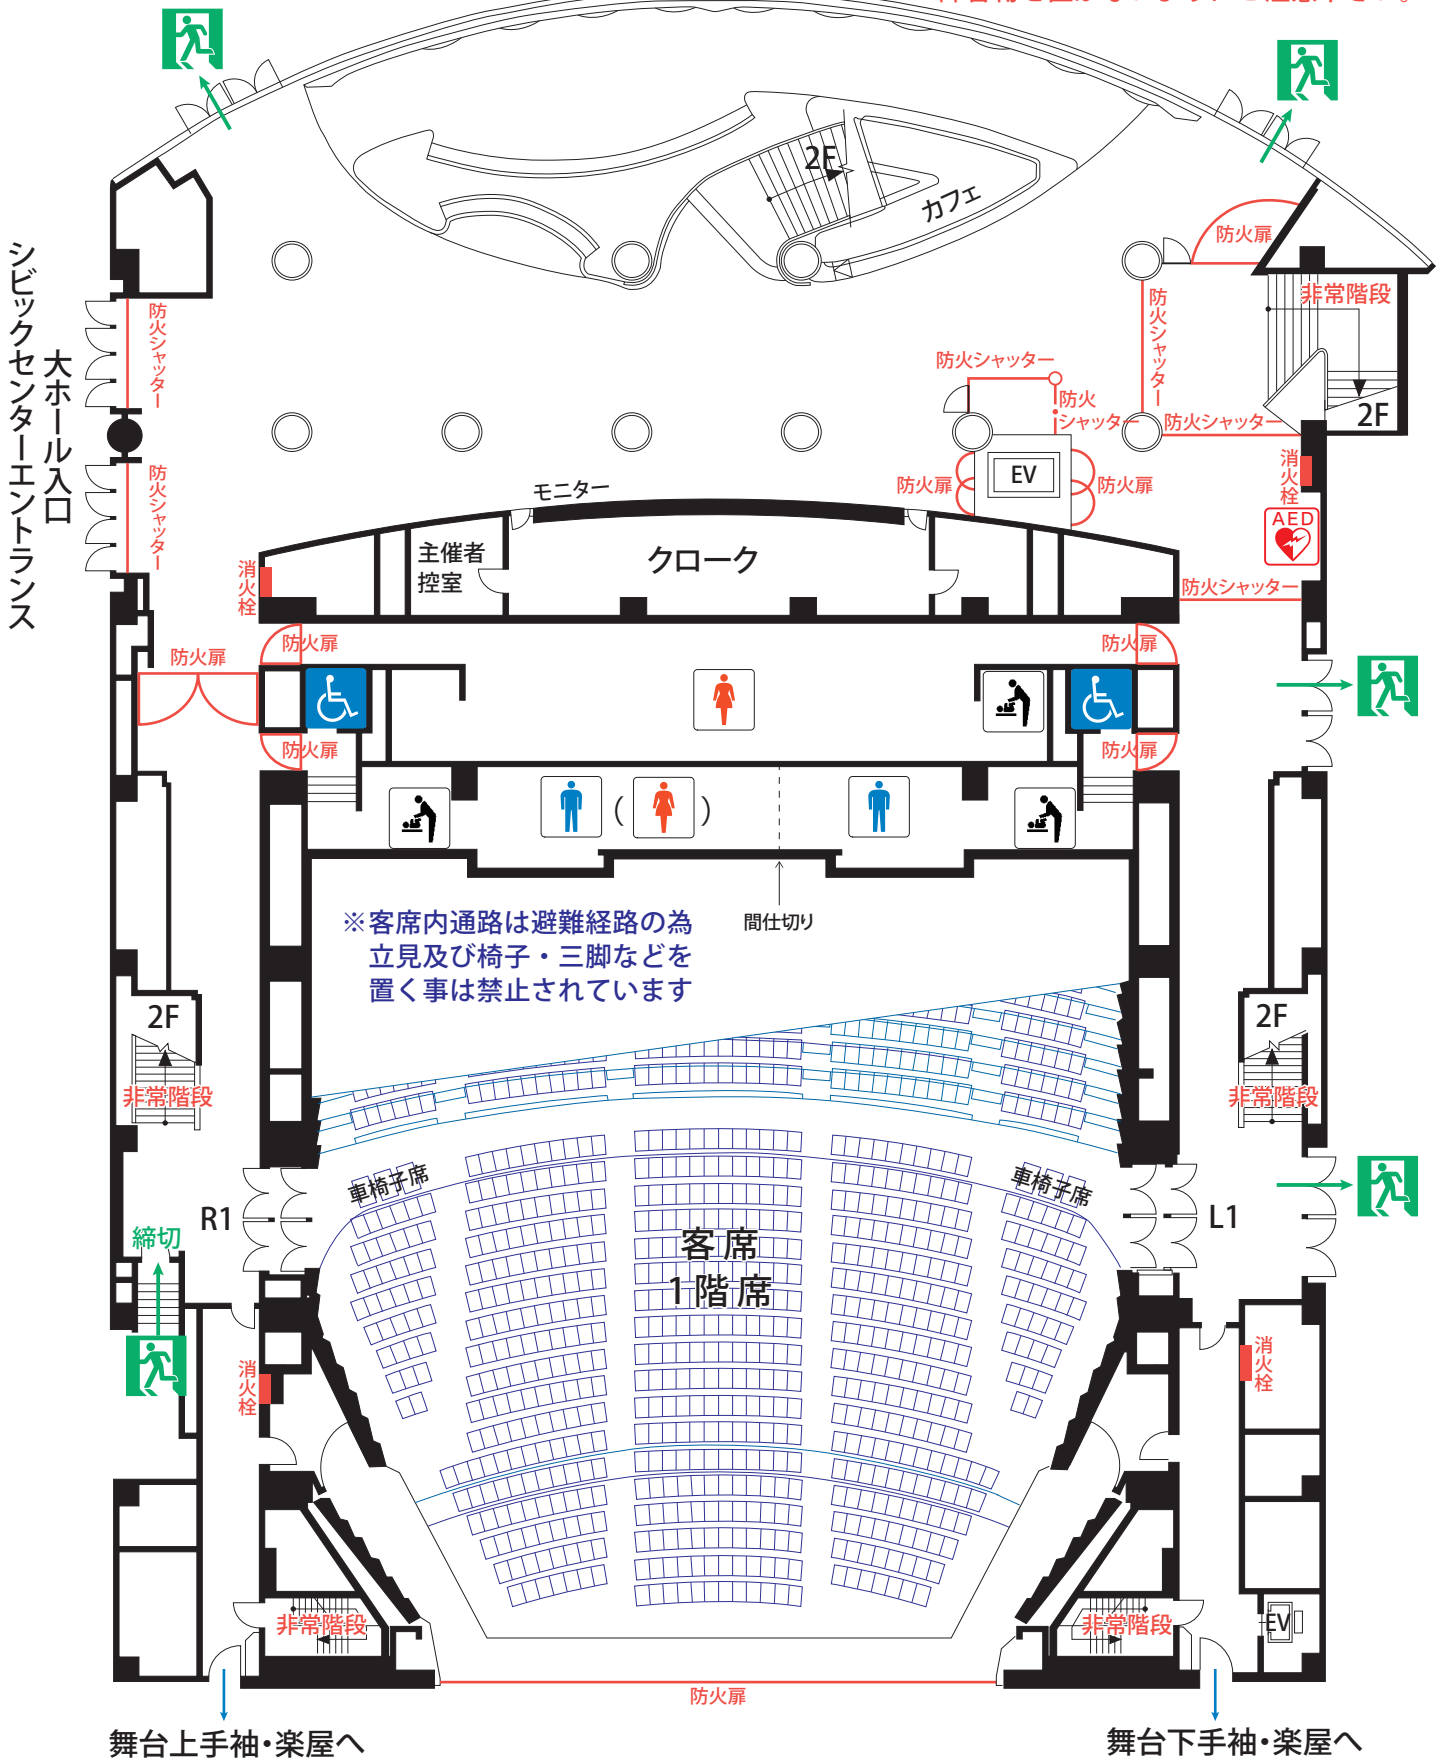 2F
カフェ
防火扉
非常階段
2F
シビックセンターエントランス
大ホール入口
防火シャッター
防火シャッター
防火シャッター
防火シャッター
防火
シャッター
防火シャッター
消火栓
AED
防火扉
EV
防火扉
モニター
主催者
控室
クローク
消火栓
防火シャッター
防火扉
防火扉
防火扉
防火扉
防火扉
( )
間仕切り
※客席内通路は避難経路の為
立見及び椅子・三脚などを
置く事は禁止されています
2F
非常階段
2F
非常階段
車椅子席
車椅子席
R1
L1
締切
客席
1階席
消火栓
消火栓
非常階段
非常階段
EV
防火扉
舞台上手袖・楽屋へ
舞台下手袖・楽屋へ